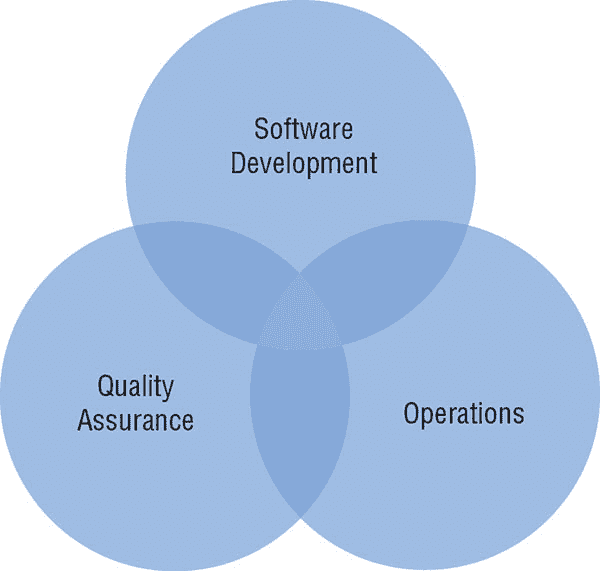 Software
Development
Quality
Assurance
Operations